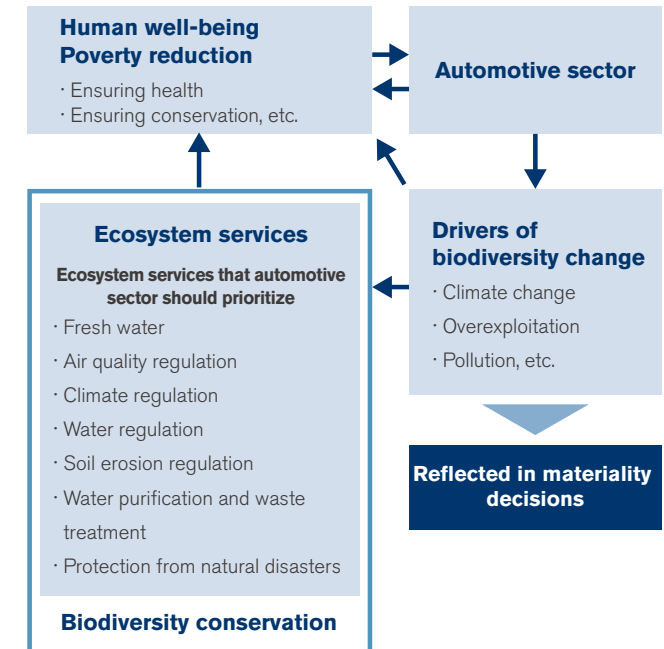 Human well-being
Poverty reduction
· Ensuring health
· Ensuring conservation, etc.
Automotive sector
Ecosystem services
Ecosystem services that automotive
sector should prioritize
· Fresh water
· Air quality regulation
· Climate regulation
· Water regulation
· Soil erosion regulation
· Water purification and waste
treatment
· Protection from natural disasters
Biodiversity conservation
Drivers of
biodiversity change
· Climate change
· Overexploitation
· Pollution, etc.
Reflected in materiality
decisions